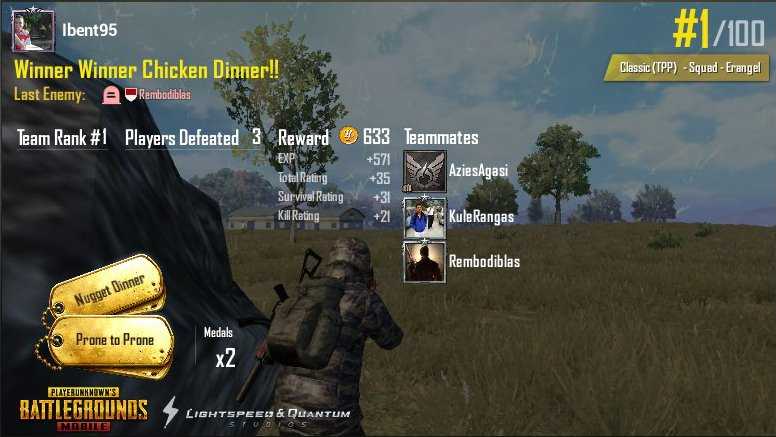 Ibent95
#1/100
Winner Winner Chicken Dinner!!
Classic (TPP) - Squad - Erangel
Last Enemy: Rembodiblas
Team Rank #1 Players Defeated 3 Reward 633 Teammates
EXP +571
Total Rating +35
Survival Rating +31
Kill Rating +21
AziesAgasi
KuleRangas
Rembodiblas
Nugget Dinner
Prone to Prone
Medals
x2
PLAYERUNKNOWN'S
BATTLEGROUNDS
MOBILE
LIGHTSPEED & QUANTUM
STUDIOS